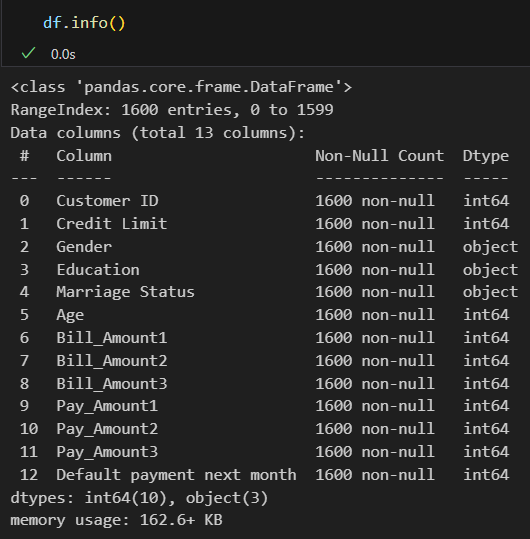 df.info()
0.0s
<class 'pandas.core.frame.DataFrame'>
RangeIndex: 1600 entries, 0 to 1599
Data columns (total 13 columns):
 #   Column                      Non-Null Count  Dtype
---  ------                      --------------  -----
 0   Customer ID                 1600 non-null   int64
 1   Credit Limit                1600 non-null   int64
 2   Gender                      1600 non-null   object
 3   Education                   1600 non-null   object
 4   Marriage Status             1600 non-null   object
 5   Age                         1600 non-null   int64
 6   Bill_Amount1                1600 non-null   int64
 7   Bill_Amount2                1600 non-null   int64
 8   Bill_Amount3                1600 non-null   int64
 9   Pay_Amount1                 1600 non-null   int64
 10  Pay_Amount2                 1600 non-null   int64
 11  Pay_Amount3                 1600 non-null   int64
 12  Default payment next month  1600 non-null   int64
dtypes: int64(10), object(3)
memory usage: 162.6+ KB